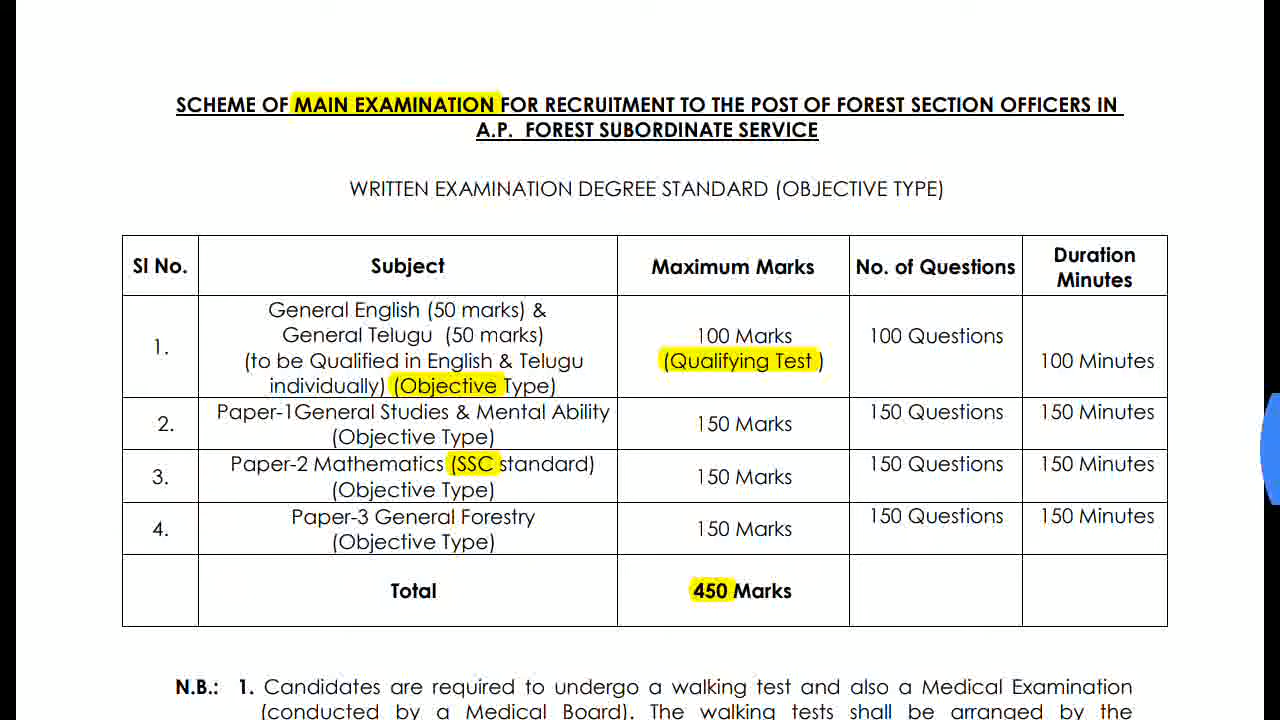 SCHEME OF MAIN EXAMINATION FOR RECRUITMENT TO THE POST OF FOREST SECTION OFFICERS IN
A.P. FOREST SUBORDINATE SERVICE
WRITTEN EXAMINATION DEGREE STANDARD (OBJECTIVE TYPE)
Sl No. Subject Maximum Marks No. of Questions Duration Minutes
1. General English (50 marks) &
General Telugu (50 marks)
(to be Qualified in English & Telugu
individually) (Objective Type)
100 Marks
(Qualifying Test )
100 Questions
100 Minutes
2. Paper-1General Studies & Mental Ability
(Objective Type)
150 Marks
150 Questions
150 Minutes
3. Paper-2 Mathematics (SSC standard)
(Objective Type)
150 Marks
150 Questions
150 Minutes
4. Paper-3 General Forestry
(Objective Type)
150 Marks
150 Questions
150 Minutes
Total 450 Marks
N.B.: 1. Candidates are required to undergo a walking test and also a Medical Examination
(conducted by a Medical Board). The walking tests shall be arranged by the